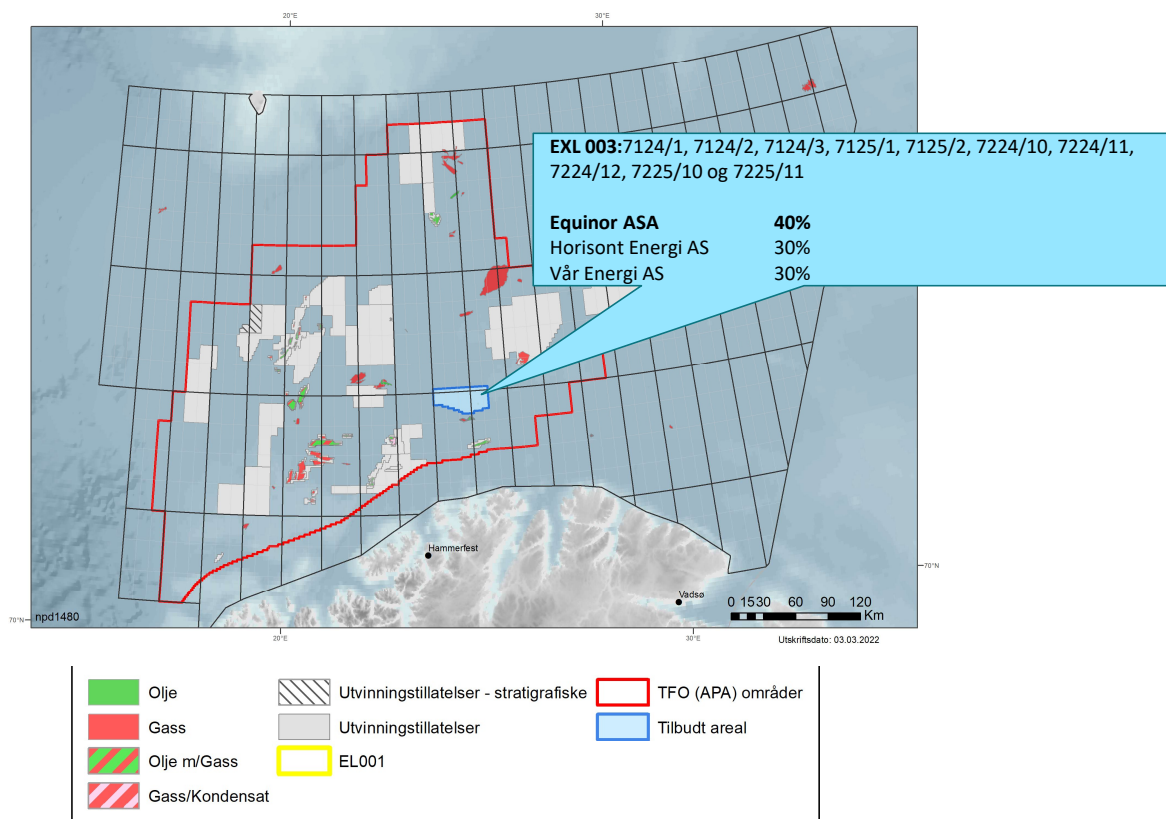 20°E
30°E
EXL 003:7124/1, 7124/2, 7124/3, 7125/1, 7125/2, 7224/10, 7224/11,
7224/12, 7225/10 og 7225/11
Equinor ASA 40%
Horisont Energi AS 30%
Vår Energi AS 30%
Hammerfest
Vadsø
70°N
npd1480
0 15 30 60 90 120
Km
70°N
20°E
30°E
Utskriftsdato: 03.03.2022
Olje
Utvinningstillatelser - stratigrafiske
TFO (APA) områder
Gass
Utvinningstillatelser
Tilbudt areal
Olje m/Gass
EL001
Gass/Kondensat